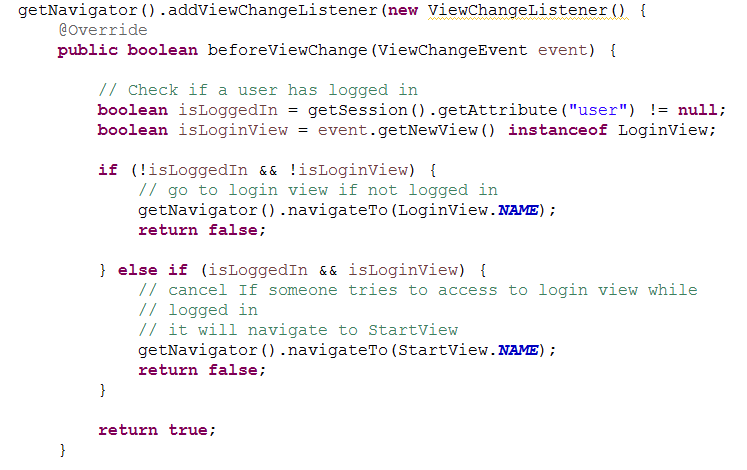 getNavigator().addViewChangeListener(new ViewChangeListener() {
    @Override
    public boolean beforeViewChange(ViewChangeEvent event) {
        // Check if a user has logged in
        boolean isLoggedIn = getSession().getAttribute("user") != null;
        boolean isLoginView = event.getNewView() instanceof LoginView;
        if (!isLoggedIn && !isLoginView) {
            // go to login view if not logged in
            getNavigator().navigateTo(LoginView.NAME);
            return false;
        } else if (isLoggedIn && isLoginView) {
            // cancel If someone tries to access to login view while
            // logged in
            // it will navigate to StartView
            getNavigator().navigateTo(StartView.NAME);
            return false;
        }
        return true;
    }